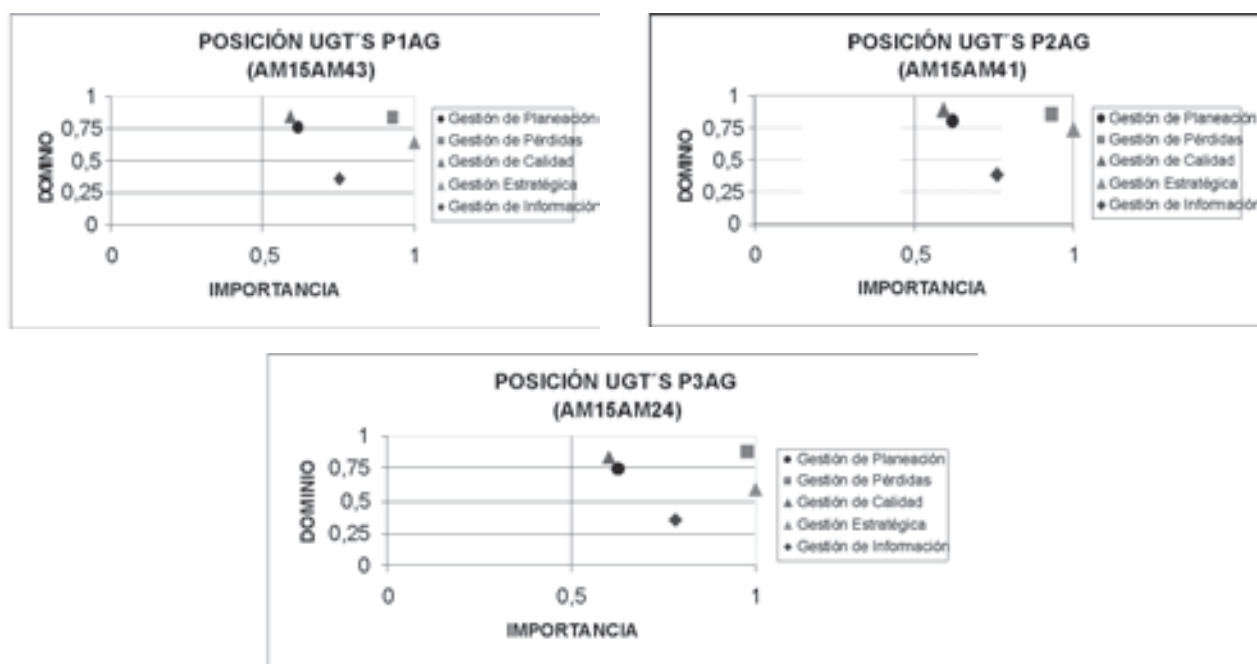 POSICIÓN UGT´S P1AG
(AM15AM43)
DOMINIO
1
0,75
0,5
0,25
0
0
0,5
1
IMPORTANCIA
Gestión de Planeación
Gestión de Pérdidas
Gestión de Calidad
Gestión Estratégica
Gestión de Información
POSICIÓN UGT´S P2AG
(AM15AM41)
DOMINIO
1
0,75
0,5
0,25
0
0
0,5
1
IMPORTANCIA
Gestión de Planeación
Gestión de Pérdidas
Gestión de Calidad
Gestión Estratégica
Gestión de Información
POSICIÓN UGT´S P3AG
(AM15AM24)
DOMINIO
1
0,75
0,5
0,25
0
0
0,5
1
IMPORTANCIA
Gestión de Planeación
Gestión de Pérdidas
Gestión de Calidad
Gestión Estratégica
Gestión de Información